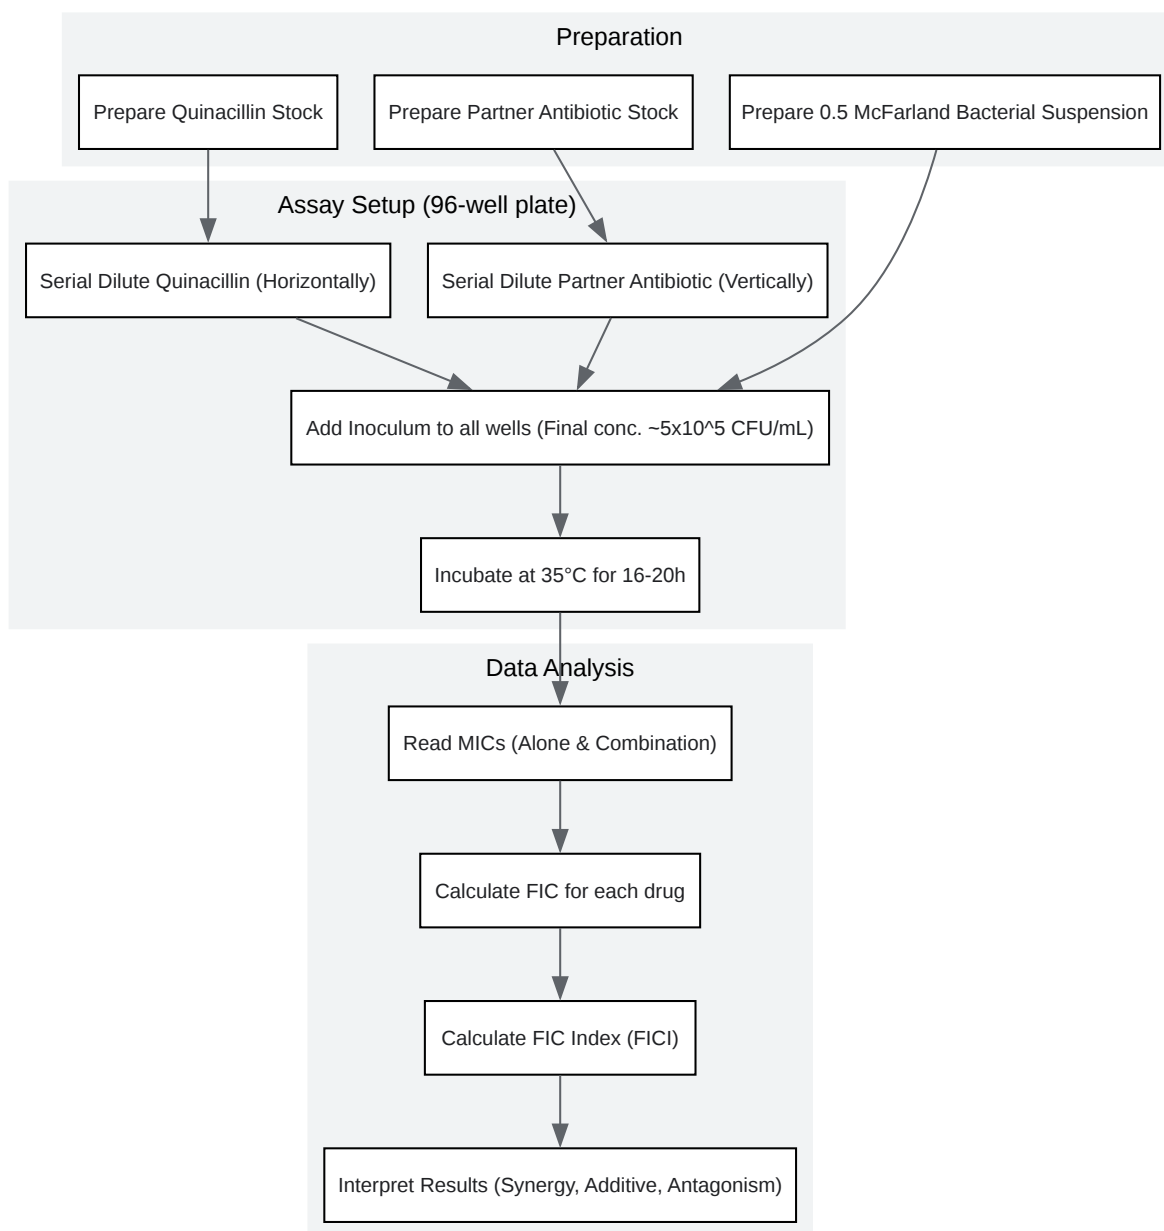 Preparation
Prepare Quinacillin Stock
Prepare Partner Antibiotic Stock
Prepare 0.5 McFarland Bacterial Suspension
Assay Setup (96-well plate)
Serial Dilute Quinacillin (Horizontally)
Serial Dilute Partner Antibiotic (Vertically)
Add Inoculum to all wells (Final conc. ~5x10^5 CFU/mL)
Incubate at 35°C for 16-20h
Data Analysis
Read MICs (Alone & Combination)
Calculate FIC for each drug
Calculate FIC Index (FICI)
Interpret Results (Synergy, Additive, Antagonism)